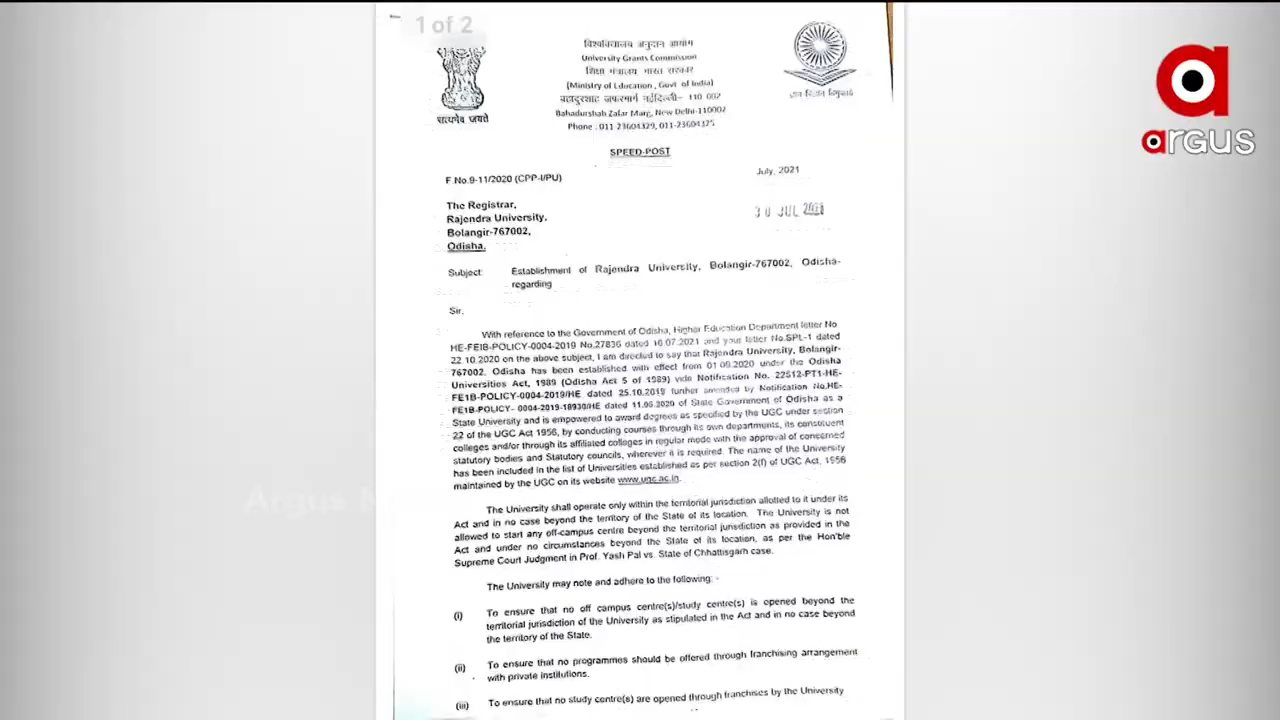 1 of 2
विश्वविद्यालय अनुदान आयोग
University Grants Commission
शिक्षा मंत्रालय भारत सरकार
(Ministry of Education, Govt of India)
बहादुरशाह जफरमार्ग नईदिल्ली- 110 002
Bahadurshah Zafar Marg, New Delhi-110002
Phone : 011-23604329, 011-23604325
सत्यमेव जयते
ज्ञान विज्ञान विमुक्तये
argus
SPEED-POST
F.No.9-11/2020 (CPP-I/PU)
July, 2021
30 JUL 2021
The Registrar,
Rajendra University,
Bolangir-767002,
Odisha.
Subject: Establishment of Rajendra University, Bolangir-767002, Odisha-
regarding
Sir,
With reference to the Government of Odisha, Higher Education Department letter No
HE-FEIB-POLICY-0004-2019 No.27836 dated 16.07.2021 and your letter No.SPL-1 dated
22.10.2020 on the above subject, I am directed to say that Rajendra University, Bolangir-
767002, Odisha has been established with effect from 01.09.2020 under the Odisha
Universities Act, 1989 (Odisha Act 5 of 1989) vide Notification No. 22512-PT1-HE-
FE1B-POLICY-0004-2019/HE dated 25.10.2019 further amended by Notification No.HE-
FE1B-POLICY- 0004-2019-18930/HE dated 11.06.2020 of State Government of Odisha as a
State University and is empowered to award degrees as specified by the UGC under section
22 of the UGC Act 1956, by conducting courses through its own departments, its constituent
colleges and/or through its affiliated colleges in regular mode with the approval of concerned
statutory bodies and Statutory councils, wherever it is required. The name of the University
has been included in the list of Universities established as per section 2(f) of UGC Act, 1956
maintained by the UGC on its website www.ugc.ac.in.
Argus
The University shall operate only within the territorial jurisdiction allotted to it under its
Act and in no case beyond the territory of the State of its location. The University is not
allowed to start any off-campus centre beyond the territorial jurisdiction as provided in the
Act and under no circumstances beyond the State of its location, as per the Hon'ble
Supreme Court Judgment in Prof. Yash Pal vs. State of Chhattisgarh case.
The University may note and adhere to the following: -
(i) To ensure that no off campus centre(s)/study centre(s) is opened beyond the
territorial jurisdiction of the University as stipulated in the Act and in no case beyond
the territory of the State.
(ii) To ensure that no programmes should be offered through franchising arrangement
with private institutions.
(iii) To ensure that no study centre(s) are opened through franchises by the University